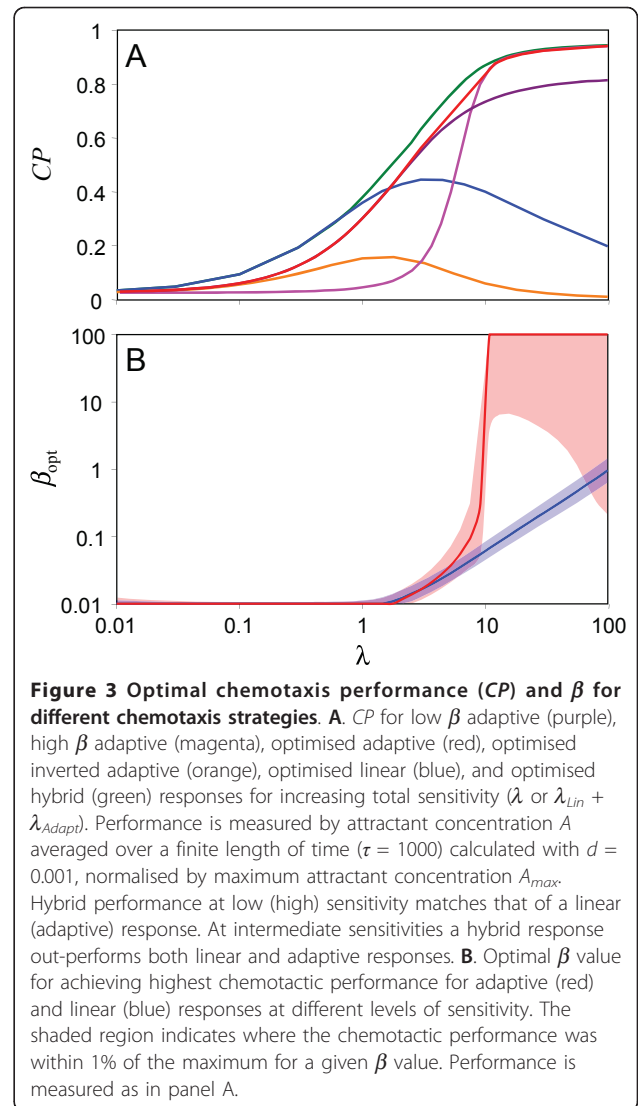 1
A
0.8
0.6
CP
0.4
0.2
0
100
B
10
βopt
1
0.1
0.01
0.01 0.1 1 10 100
λ
Figure 3 Optimal chemotaxis performance (CP) and β for
different chemotaxis strategies. A. CP for low β adaptive (purple),
high β adaptive (magenta), optimised adaptive (red), optimised
inverted adaptive (orange), optimised linear (blue), and optimised
hybrid (green) responses for increasing total sensitivity (λ or λLin +
λAdapt). Performance is measured by attractant concentration A
averaged over a finite length of time (τ = 1000) calculated with d =
0.001, normalised by maximum attractant concentration Amax.
Hybrid performance at low (high) sensitivity matches that of a linear
(adaptive) response. At intermediate sensitivities a hybrid response
out-performs both linear and adaptive responses. B. Optimal β value
for achieving highest chemotactic performance for adaptive (red)
and linear (blue) responses at different levels of sensitivity. The
shaded region indicates where the chemotactic performance was
within 1% of the maximum for a given β value. Performance is
measured as in panel A.